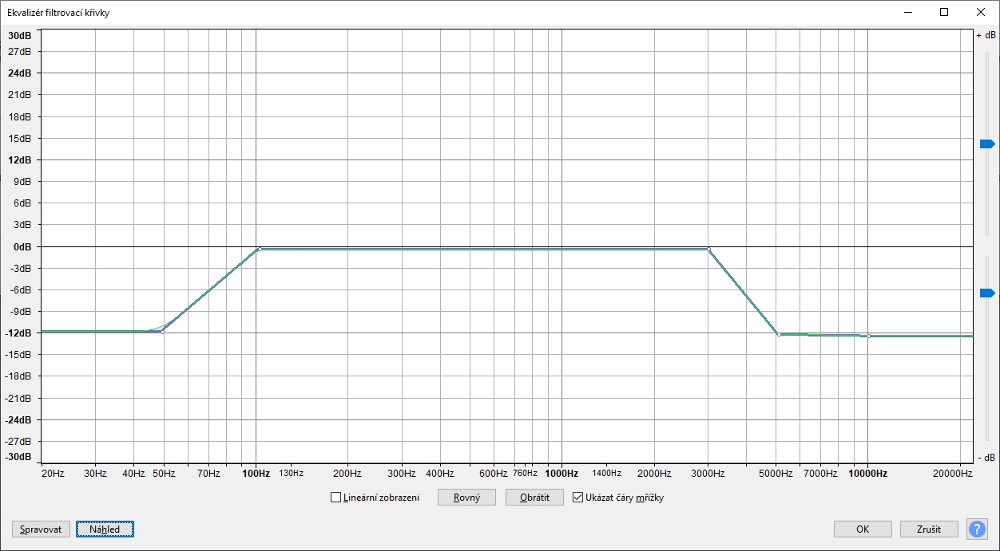 Ekvalizér filtrovací křivky
30dB
+ dB
27dB
24dB
21dB
18dB
15dB
12dB
9dB
6dB
3dB
0dB
-3dB
-6dB
-9dB
-12dB
-15dB
-18dB
-21dB
-24dB
-27dB
-30dB
- dB
20Hz 30Hz 40Hz 50Hz 70Hz 100Hz 130Hz 200Hz 300Hz 400Hz 600Hz 760Hz 1000Hz 1400Hz 2000Hz 3000Hz 5000Hz 7000Hz 10000Hz 20000Hz
Lineární zobrazení Rovný Obrátit Ukázat čáry mřížky
Spravovat Náhled OK Zrušit ?